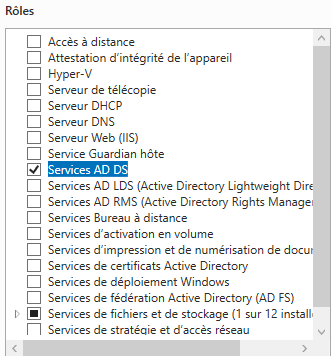 Rôles
Accès à distance
Attestation d'intégrité de l'appareil
Hyper-V
Serveur de télécopie
Serveur DHCP
Serveur DNS
Serveur Web (IIS)
Service Guardian hôte
Services AD DS
Services AD LDS (Active Directory Lightweight Dire
Services AD RMS (Active Directory Rights Manager
Services Bureau à distance
Services d'activation en volume
Services d'impression et de numérisation de docu
Services de certificats Active Directory
Services de déploiement Windows
Services de fédération Active Directory (AD FS)
Services de fichiers et de stockage (1 sur 12 installé
Services de stratégie et d'accès réseau